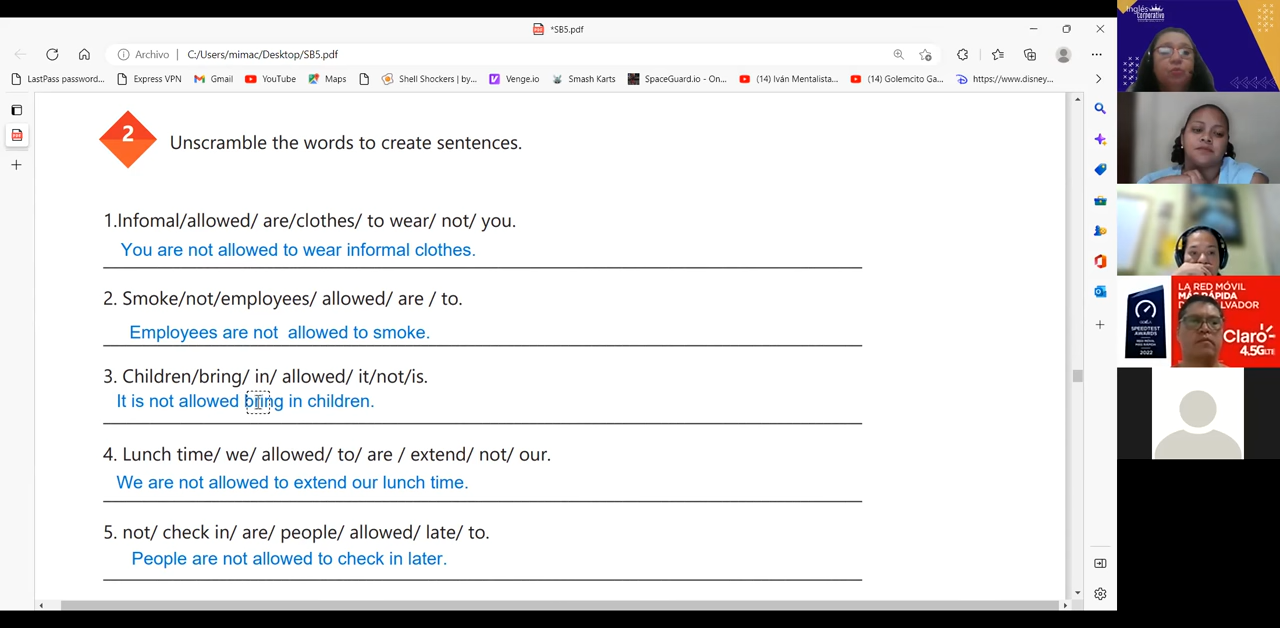 *SB5.pdf
Archivo | C:/Users/mimac/Desktop/SB5.pdf
LastPass password... Express VPN Gmail YouTube Maps Shell Shockers | by... Venge.io Smash Karts SpaceGuard.io - On... (14) Iván Mentalista... (14) Golemcito Ga... https://www.disney...
2 Unscramble the words to create sentences.
1.Infomal/allowed/ are/clothes/ to wear/ not/ you.
You are not allowed to wear informal clothes.
2. Smoke/not/employees/ allowed/ are / to.
Employees are not  allowed to smoke.
3. Children/bring/ in/ allowed/ it/not/is.
It is not allowed bring in children.
4. Lunch time/ we/ allowed/ to/ are / extend/ not/ our.
We are not allowed to extend our lunch time.
5. not/ check in/ are/ people/ allowed/ late/ to.
People are not allowed to check in later.
Inglés
Corporativo
LA RED MÓVIL
MÁS RÁPIDA
SALVADOR
SPEEDTEST
AWARDS
2022
Claro
4.5G LTE